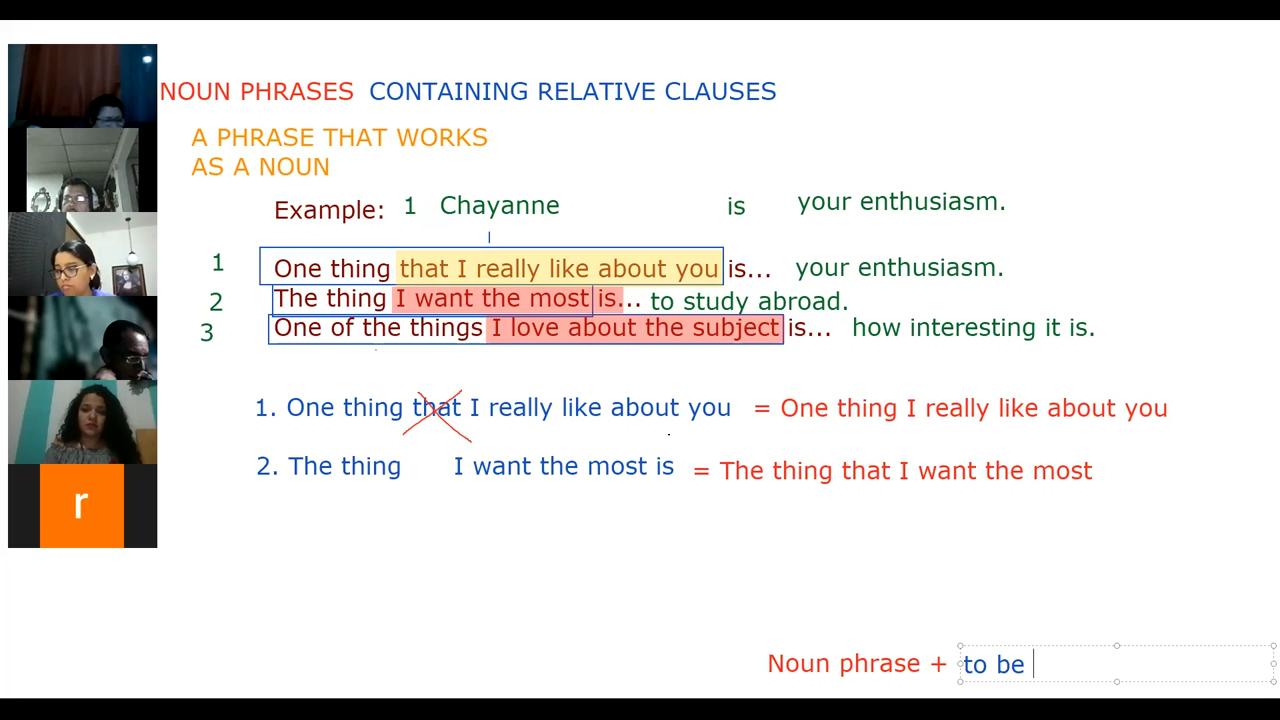 NOUN PHRASES CONTAINING RELATIVE CLAUSES
A PHRASE THAT WORKS
AS A NOUN
Example: 1 Chayanne is your enthusiasm.
1 One thing that I really like about you is... your enthusiasm.
2 The thing I want the most is... to study abroad.
3 One of the things I love about the subject is... how interesting it is.
1. One thing that I really like about you = One thing I really like about you
2. The thing I want the most is = The thing that I want the most
r
Noun phrase + to be